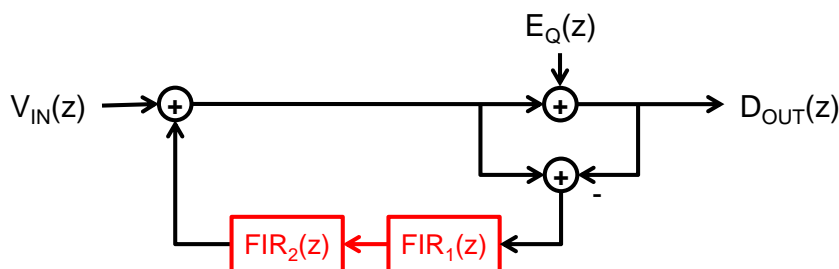 E_Q(z)
V_IN(z)
+
+
D_OUT(z)
+
-
FIR_2(z)
FIR_1(z)